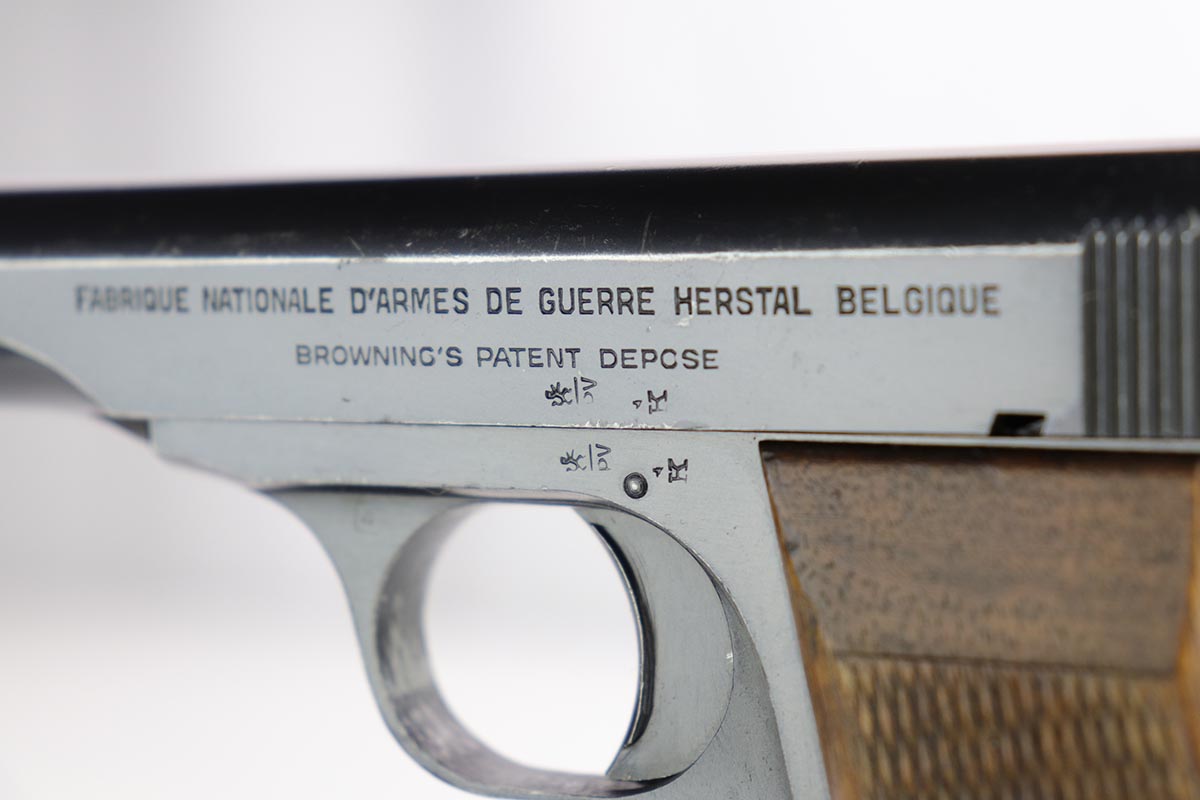 FABRIQUE NATIONALE D'ARMES DE GUERRE HERSTAL BELGIQUE
BROWNING'S PATENT DEPOSE